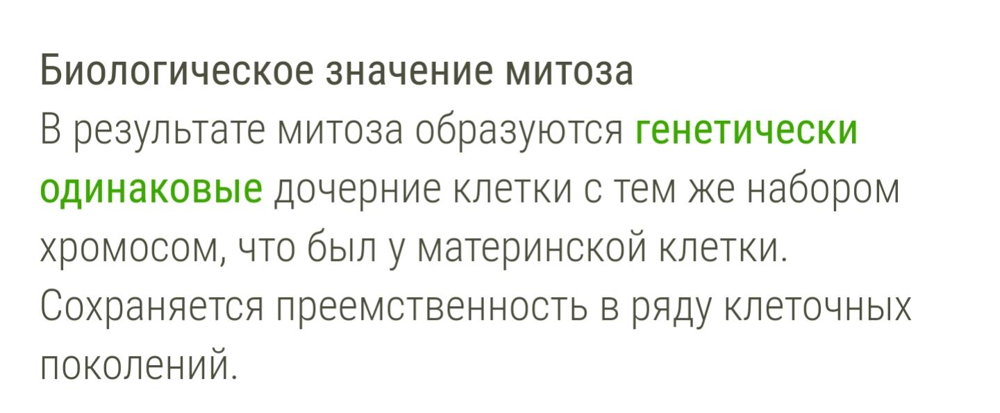 Биологическое значение митоза
В результате митоза образуются генетически
одинаковые дочерние клетки с тем же набором
хромосом, что был у материнской клетки.
Сохраняется преемственность в ряду клеточных
поколений.